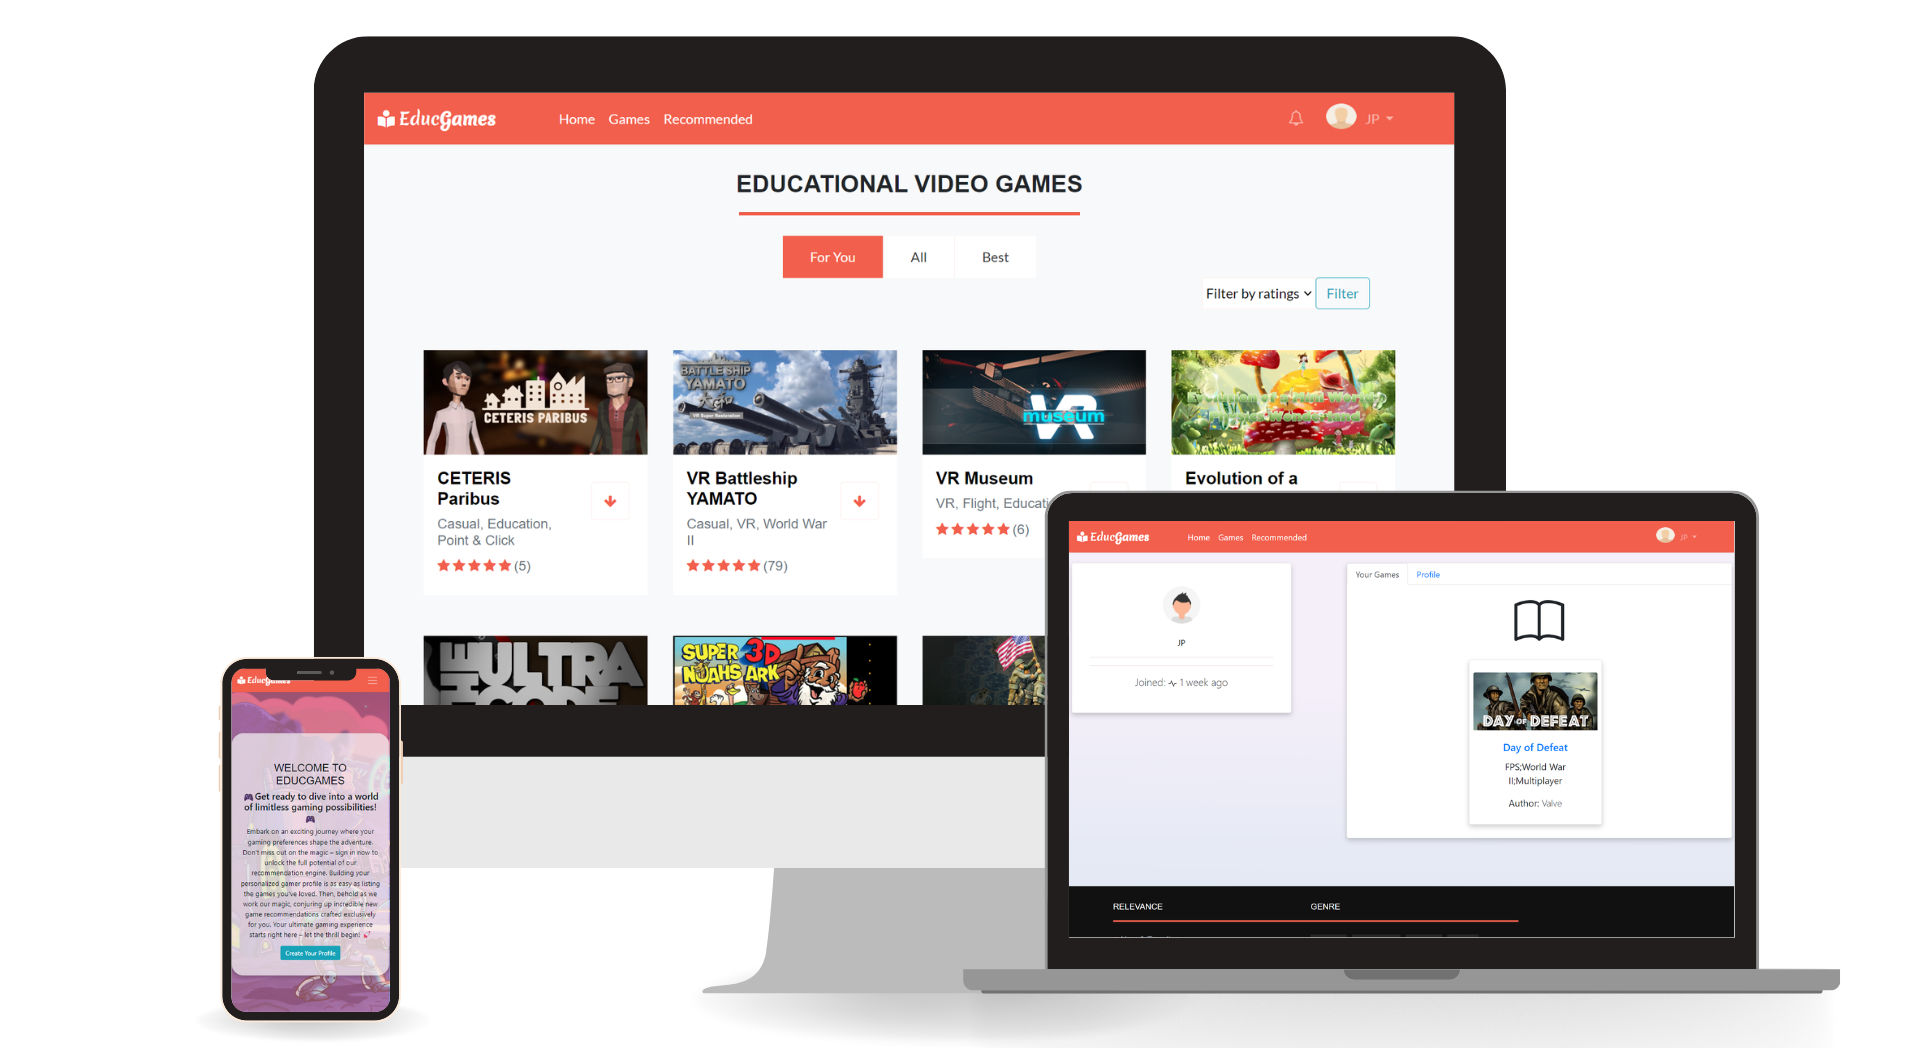 EducGames
Home Games Recommended
JP
EDUCATIONAL VIDEO GAMES
For You All Best
Filter by ratings Filter
CETERIS PARIBUS
BATTLESHIP
YAMATO
VR
museum
CETERIS
Paribus
Casual, Education,
Point & Click
(5)
VR Battleship
YAMATO
Casual, VR, World War
II
(79)
VR Museum
VR, Flight, Educati
(6)
Evolution of a
ULTRA
CODE
SUPER 3D
NOAHS ARK
EducGames
WELCOME TO
EDUCGAMES
Get ready to dive into a world
of limitless gaming possibilities!
Embark on an exciting journey where your
gaming preferences shape the adventure.
Don't miss out on the magic – sign in now to
unlock the full potential of our
recommendation engine. Building your
personalized gamer profile is as easy as listing
the games you've loved. Then, behold as we
work our magic, conjuring up incredible new
game recommendations crafted exclusively
for you. Your ultimate gaming experience
starts right here – let the thrill begin!
Create Your Profile
EducGames
Home Games Recommended
JP
JP
Joined: 1 week ago
Your Games Profile
DAY OF DEFEAT
Day of Defeat
FPS;World War
II;Multiplayer
Author: Valve
RELEVANCE
GENRE